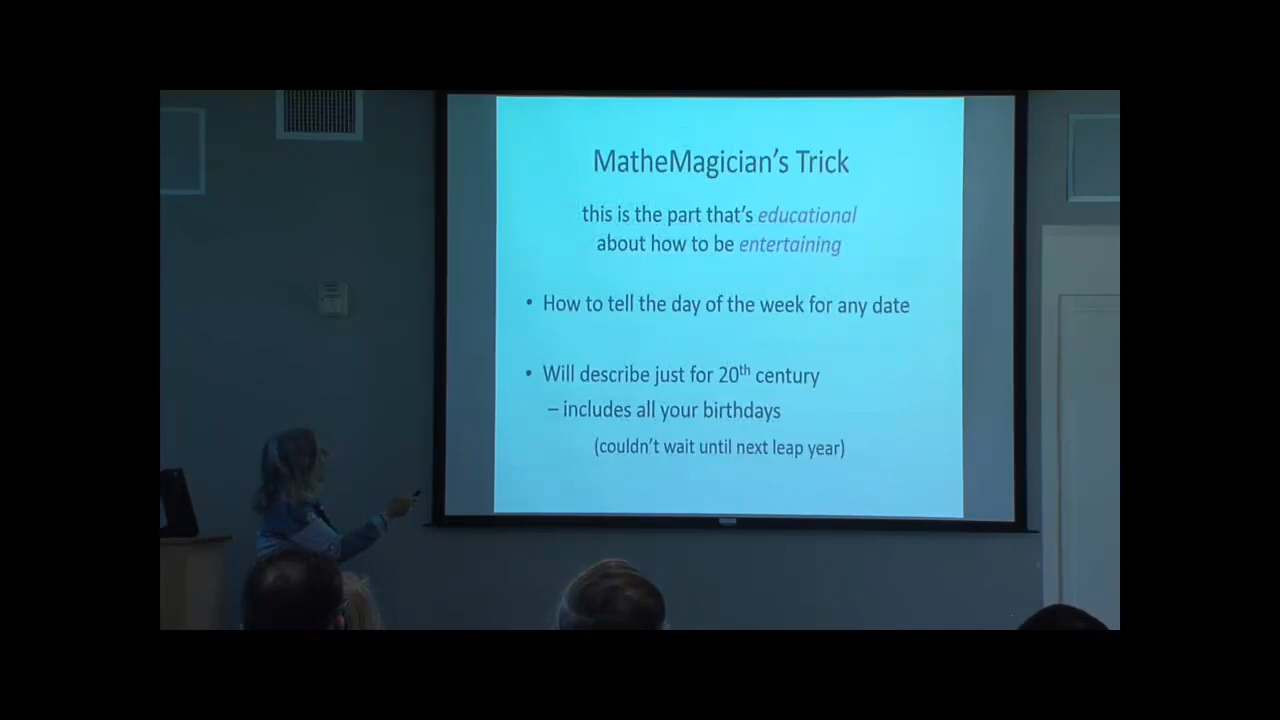 MatheMagician's Trick
this is the part that's educational
about how to be entertaining
• How to tell the day of the week for any date
• Will describe just for 20th century
– includes all your birthdays
(couldn't wait until next leap year)